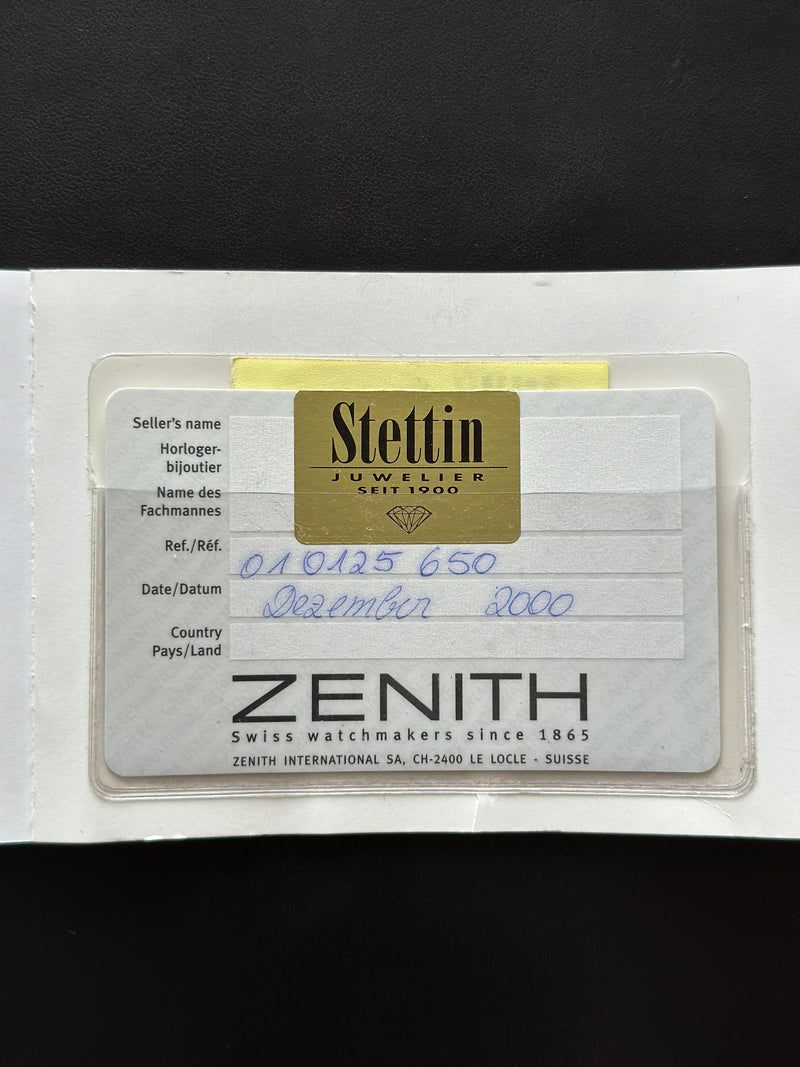 Seller's name
Horloger-
bijoutier
Name des
Fachmannes
Stettin
JUWELIER
SEIT 1900
Ref./Réf.
010125 650
Date/Datum
Dezember 2000
Country
Pays/Land
ZENITH
Swiss watchmakers since 1865
ZENITH INTERNATIONAL SA, CH-2400 LE LOCLE - SUISSE